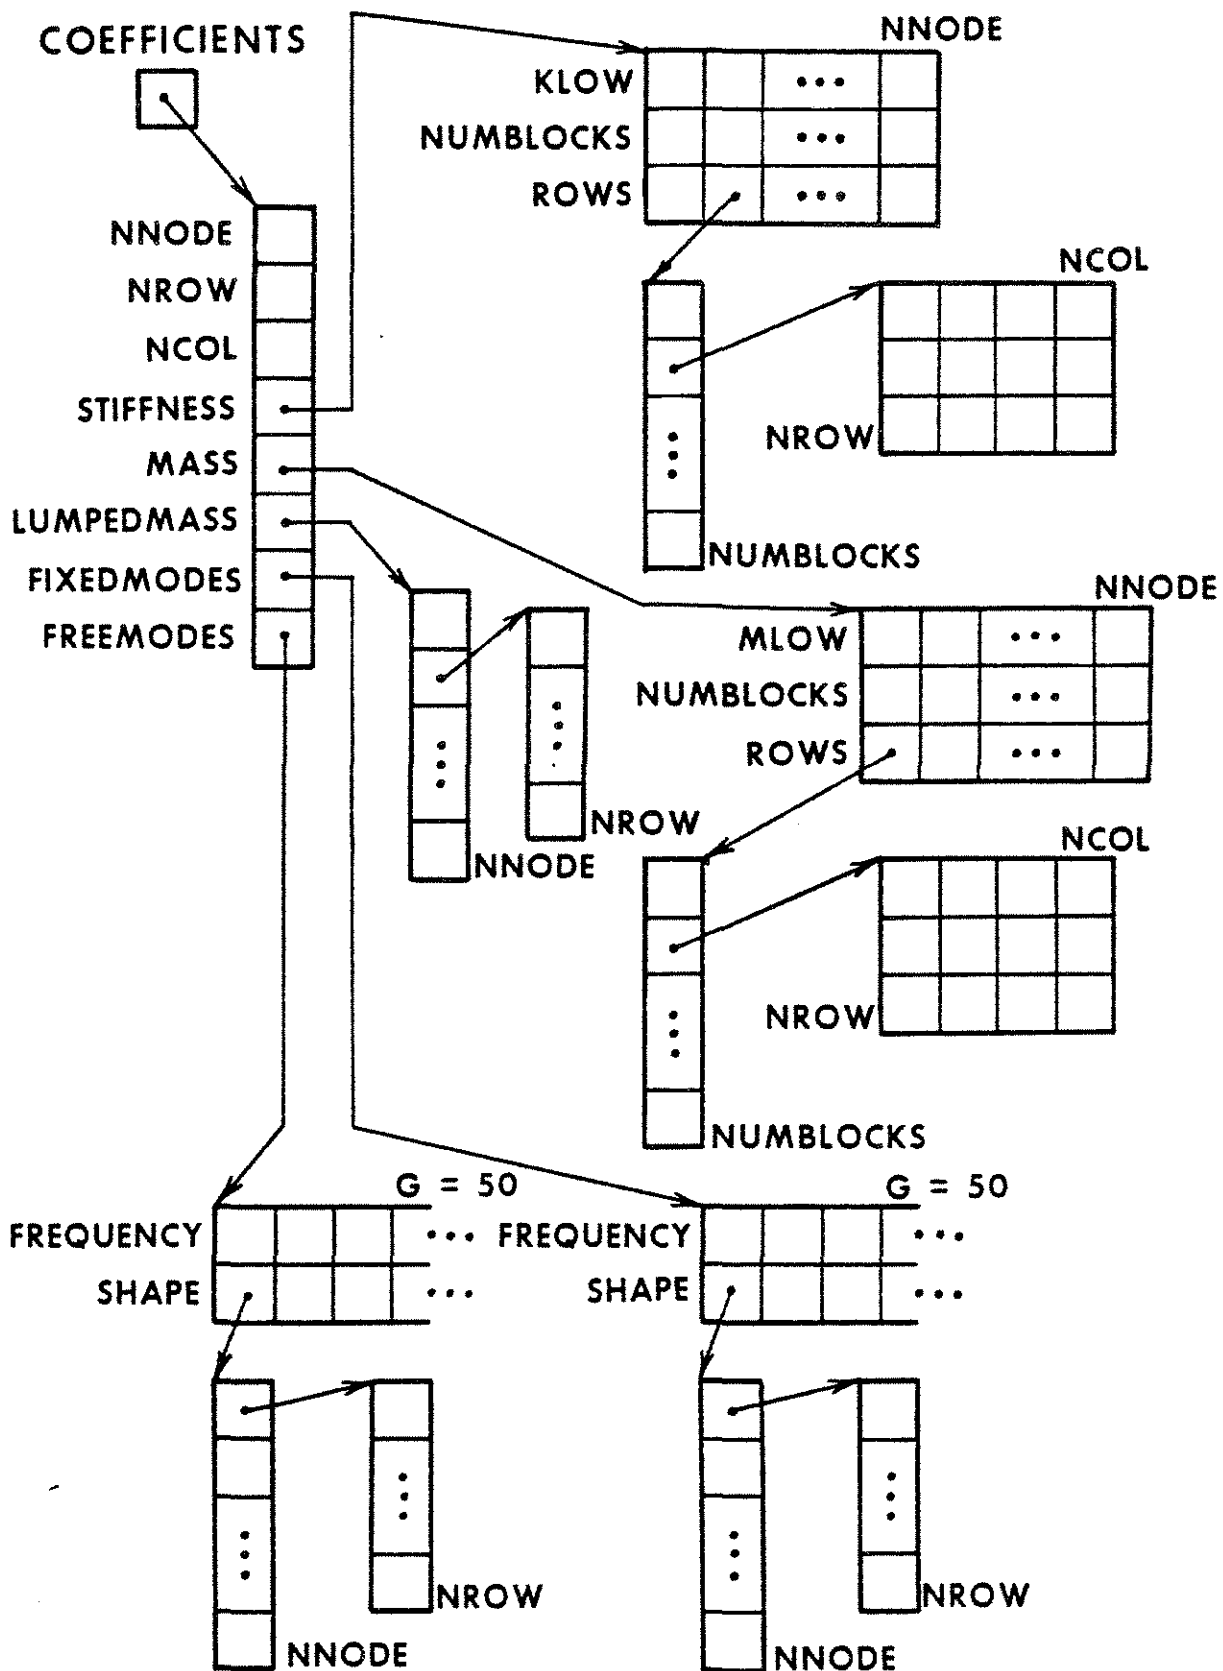 COEFFICIENTS
NNODE
NROW
NCOL
STIFFNESS
MASS
LUMPEDMASS
FIXEDMODES
FREEMODES
NNODE
KLOW
NUMBLOCKS
ROWS
NCOL
NROW
NUMBLOCKS
NNODE
MLOW
NUMBLOCKS
ROWS
NROW
NNODE
NCOL
NROW
NUMBLOCKS
G = 50
FREQUENCY
SHAPE
NROW
NNODE
G = 50
FREQUENCY
SHAPE
NROW
NNODE